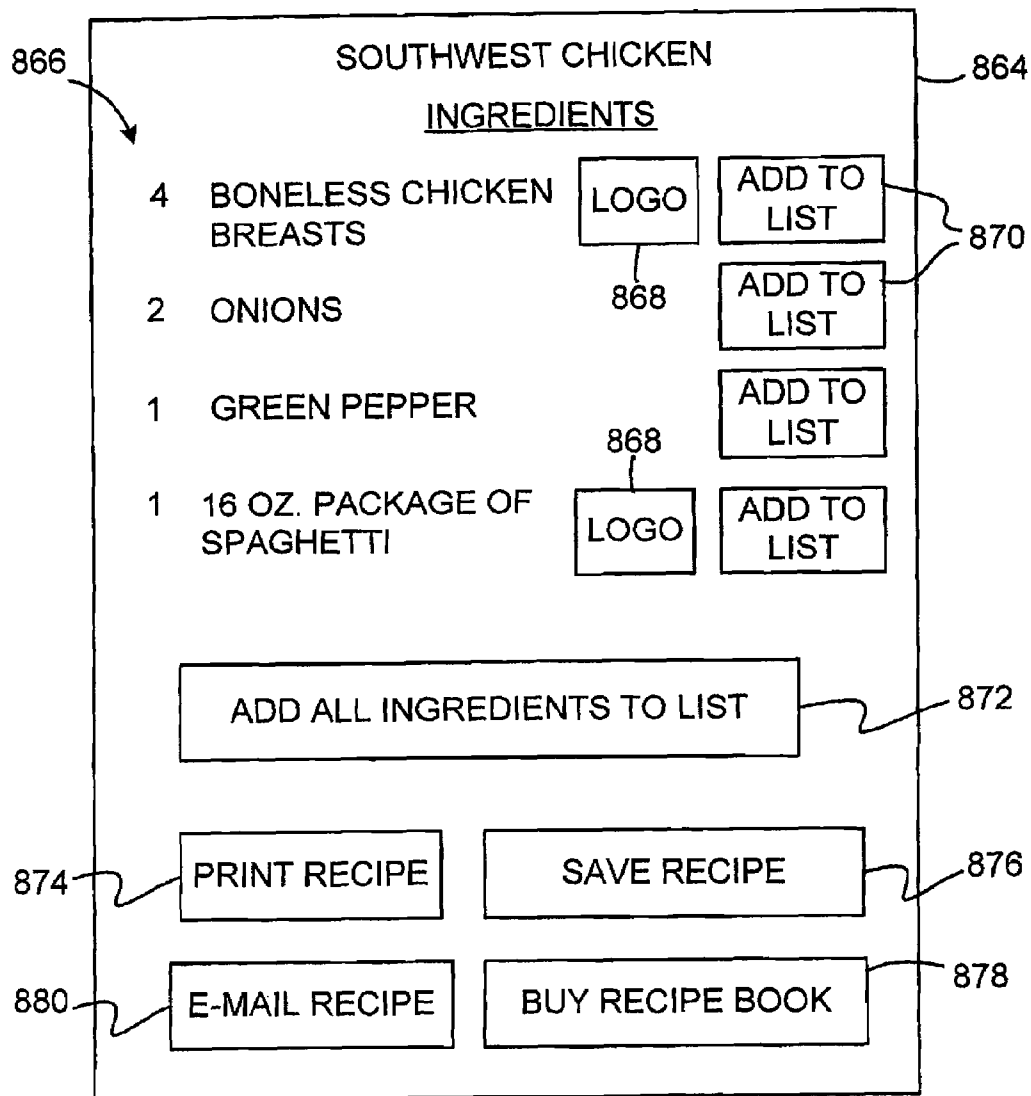 SOUTHWEST CHICKEN
866
864
INGREDIENTS
4 BONELESS CHICKEN BREASTS
LOGO
ADD TO LIST
870
868
2 ONIONS
ADD TO LIST
1 GREEN PEPPER
ADD TO LIST
868
1 16 OZ. PACKAGE OF SPAGHETTI
LOGO
ADD TO LIST
ADD ALL INGREDIENTS TO LIST
872
874
PRINT RECIPE
SAVE RECIPE
876
880
E-MAIL RECIPE
BUY RECIPE BOOK
878